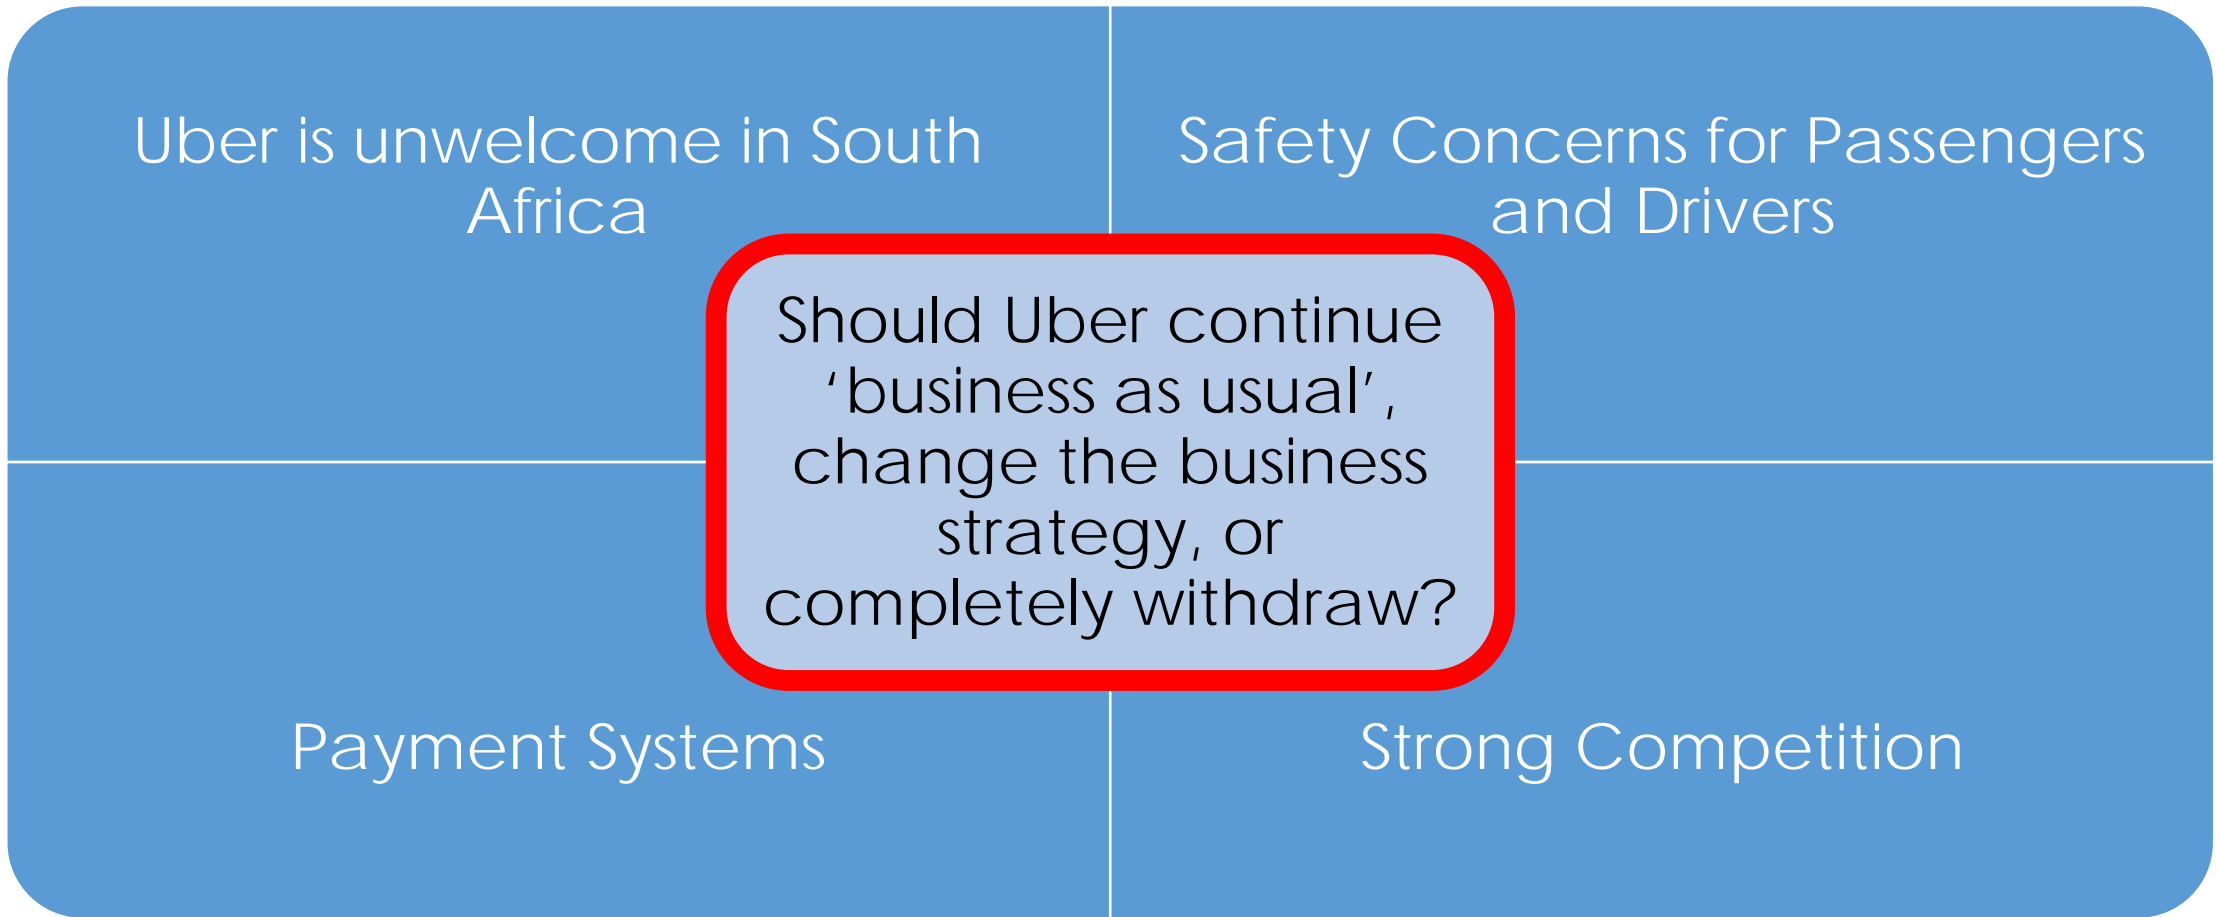 Uber is unwelcome in South
Africa
Safety Concerns for Passengers
and Drivers
Should Uber continue
‘business as usual’,
change the business
strategy, or
completely withdraw?
Payment Systems
Strong Competition